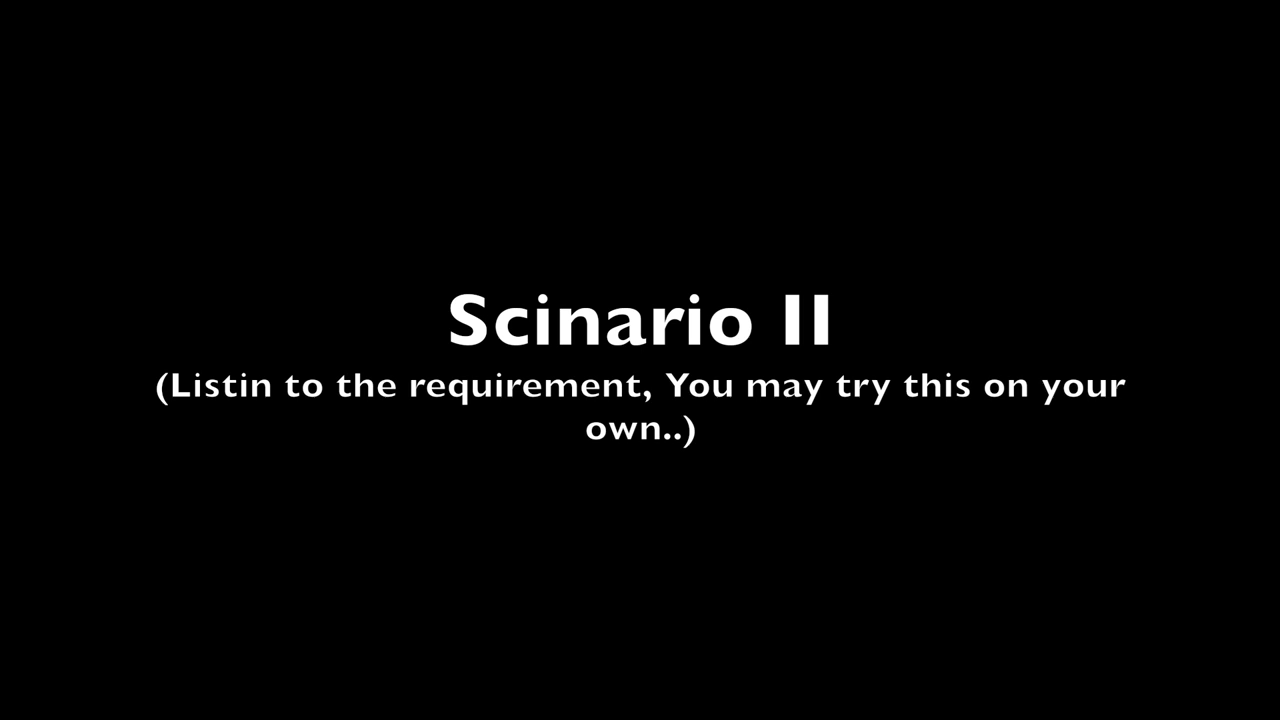 Scinario II
(Listin to the requirement, You may try this on your
own..)